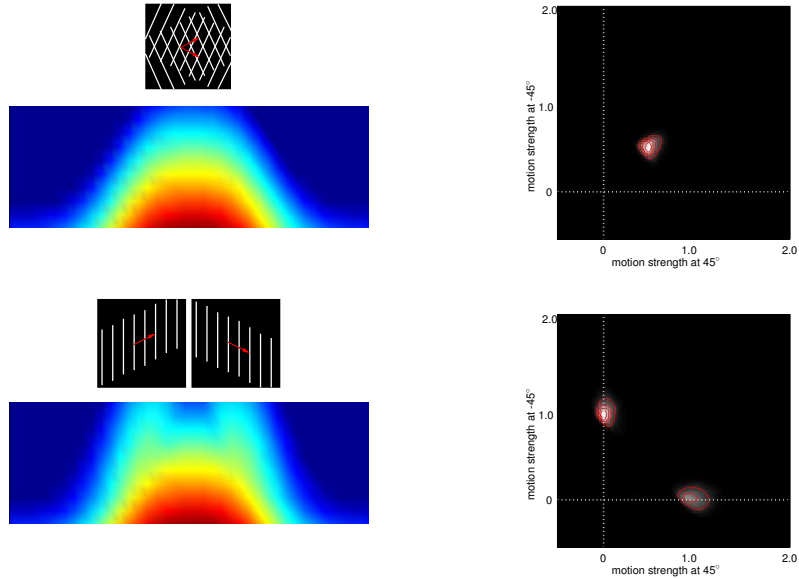 2.0
1.0
0
motion strength at -45°
0 1.0 2.0
motion strength at 45°
2.0
1.0
0
motion strength at -45°
0 1.0 2.0
motion strength at 45°